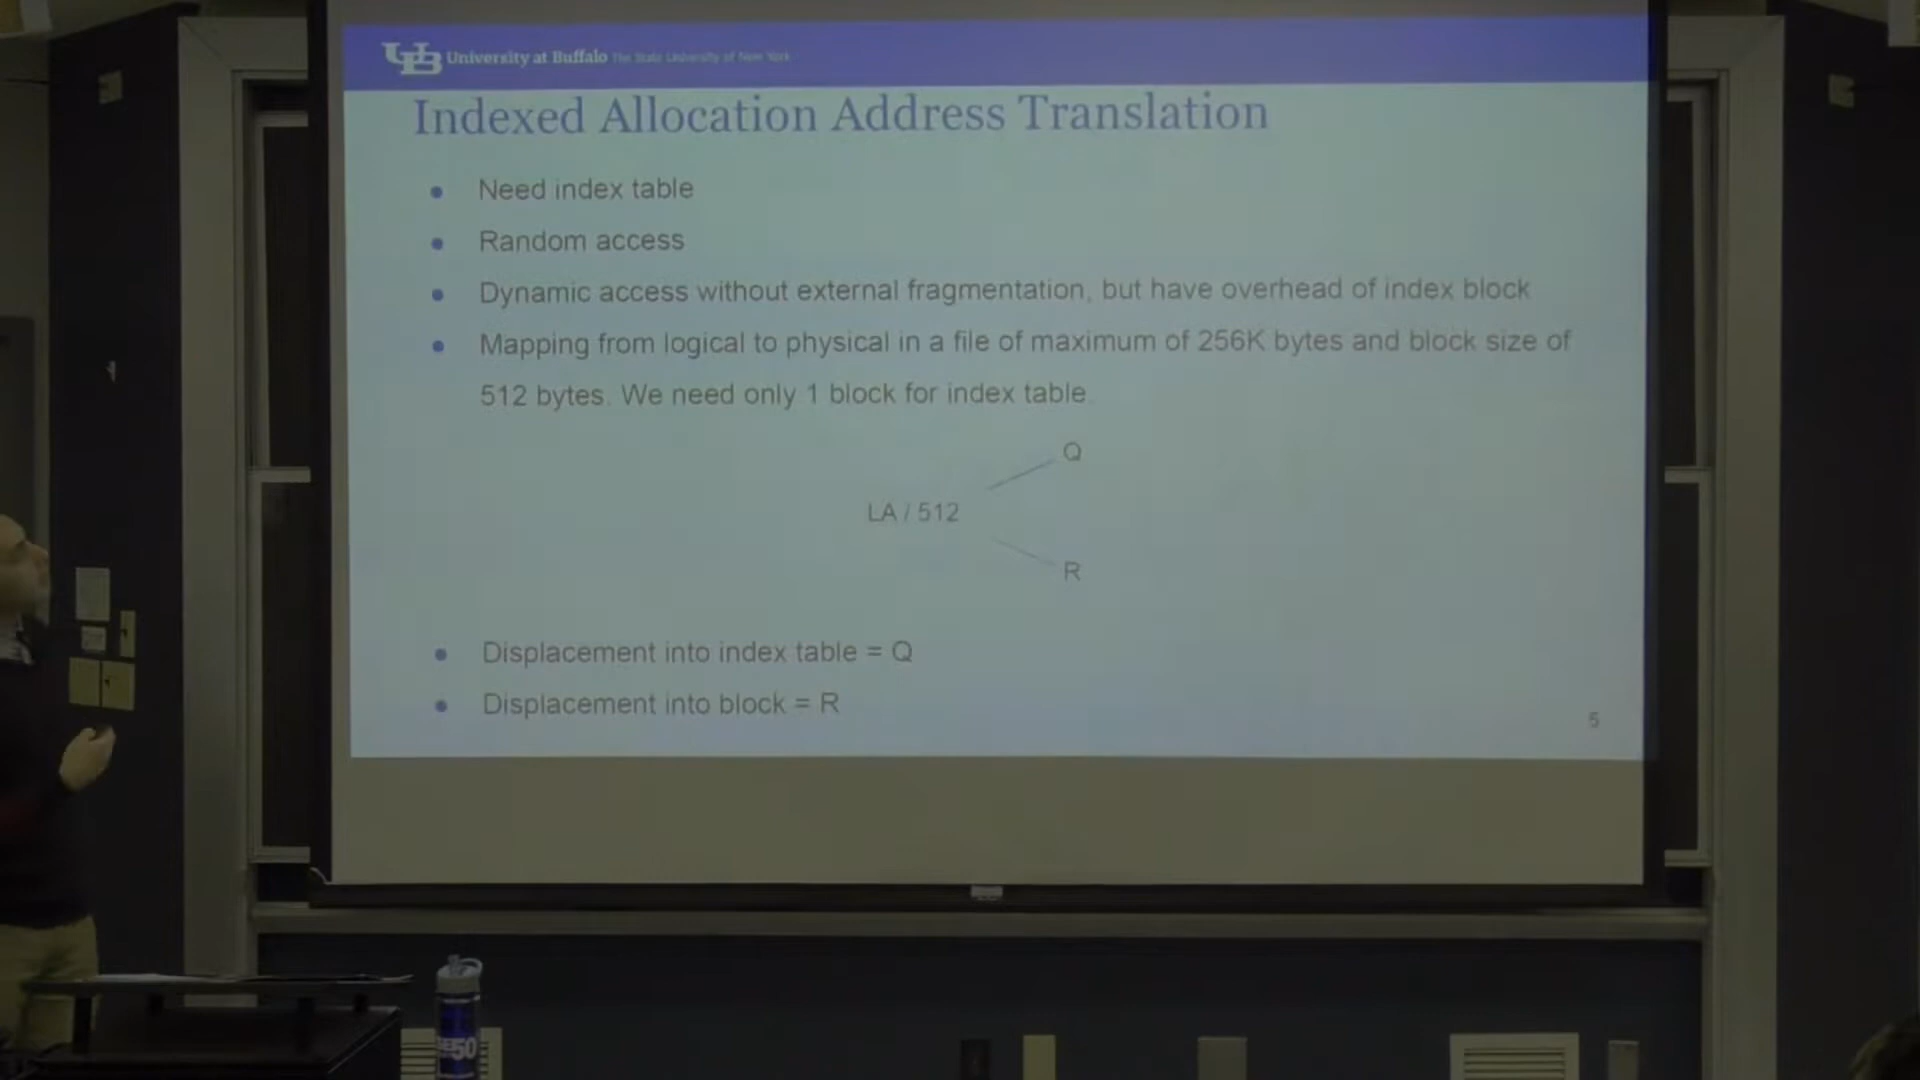 University at Buffalo The State University of New York
Indexed Allocation Address Translation
Need index table
Random access
Dynamic access without external fragmentation, but have overhead of index block
Mapping from logical to physical in a file of maximum of 256K bytes and block size of
512 bytes. We need only 1 block for index table.
Q
LA / 512
R
Displacement into index table = Q
Displacement into block = R
5
50